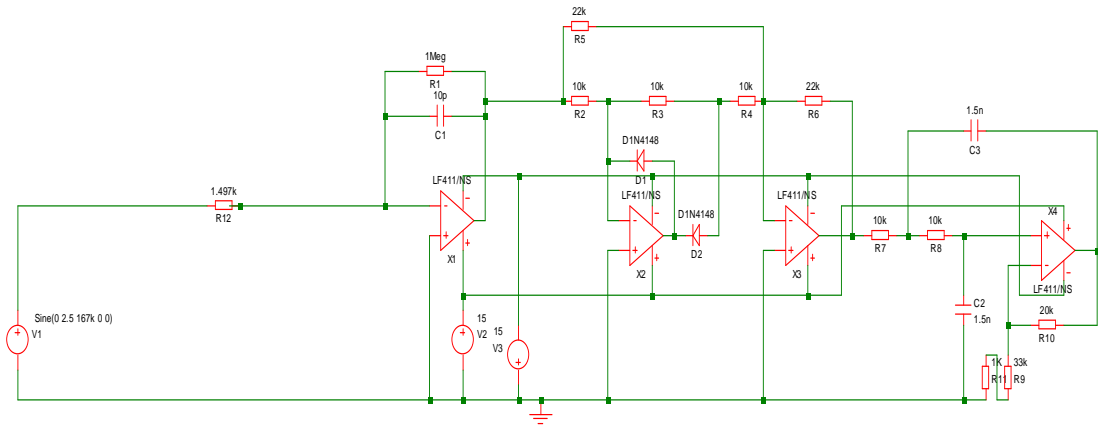 22k
R5
1Meg
R1
10p
C1
10k
R2
10k
R3
10k
R4
22k
R6
1.5n
C3
D1N4148
D1
LF411/NS
X1
LF411/NS
X2
D1N4148
D2
LF411/NS
X3
1.497k
R12
10k
R7
10k
R8
X4
LF411/NS
C2
1.5n
20k
R10
1K
R11
33k
R9
Sine(0 2.5 167k 0 0)
V1
15
V2
15
V3